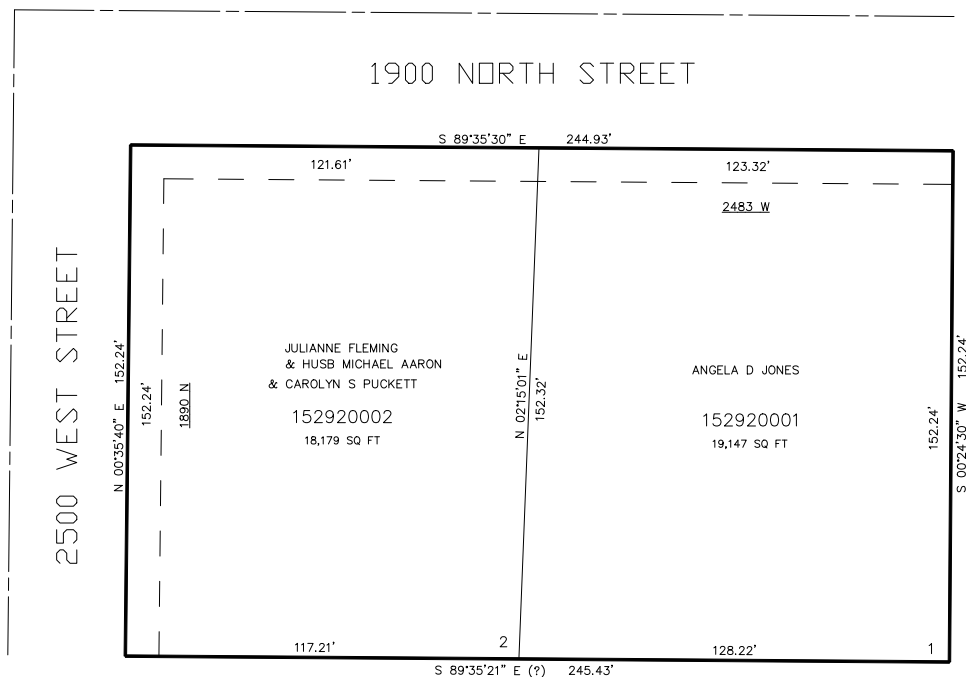 1900 NORTH STREET
S 89°35'30" E 244.93'
121.61'
123.32'
2483 W
2500 WEST STREET
N 00°35'40" E 152.24'
152.24'
1890 N
JULIANNE FLEMING
& HUSB MICHAEL AARON
& CAROLYN S PUCKETT
152920002
18,179 SQ FT
N 02°15'01" E
152.32'
ANGELA D JONES
152920001
19,147 SQ FT
152.24'
S 00°24'30" W 152.24'
117.21'
2
128.22'
1
S 89°35'21" E (?) 245.43'